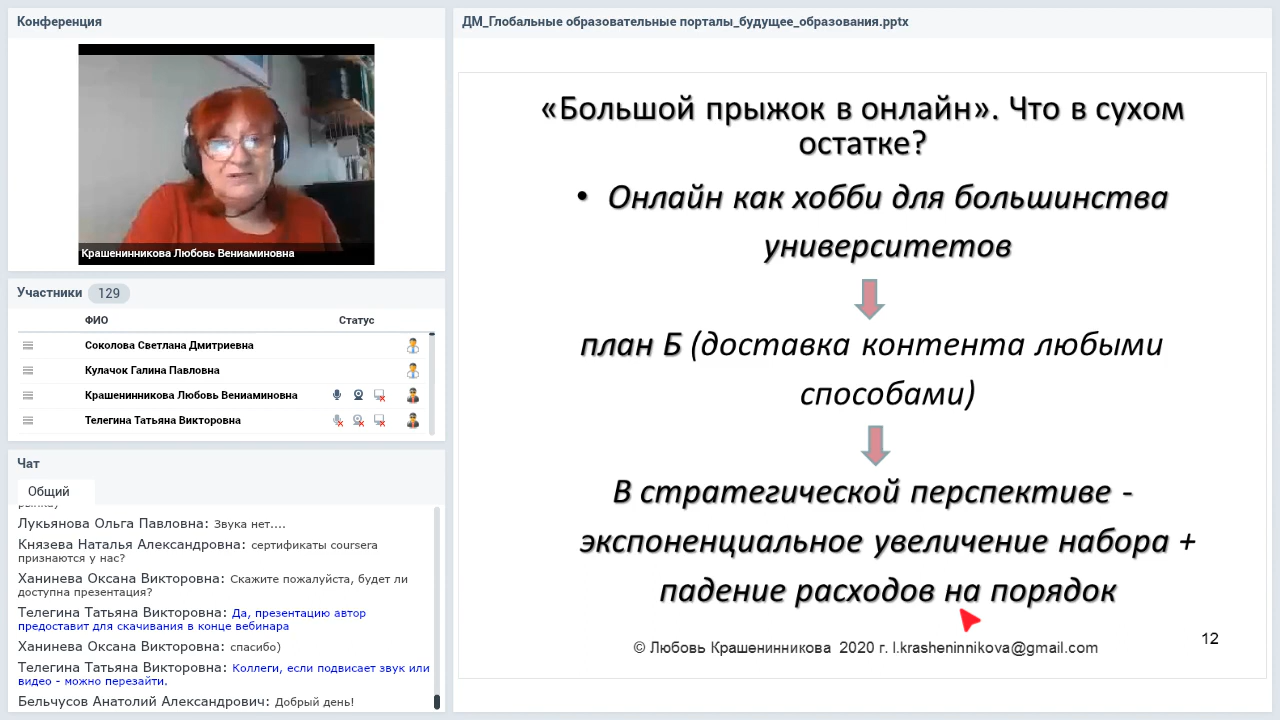 Конференция
Крашенинникова Любовь Вениаминовна
Участники 129
ФИО Статус
Соколова Светлана Дмитриевна
Кулачок Галина Павловна
Крашенинникова Любовь Вениаминовна
Телегина Татьяна Викторовна
Чат
Общий
Лукьянова Ольга Павловна: Звука нет....
Князева Наталья Александровна: сертификаты coursera
признаются у нас?
Ханинева Оксана Викторовна: Скажите пожалуйста, будет ли
доступна презентация?
Телегина Татьяна Викторовна: Да, презентацию автор
предоставит для скачивания в конце вебинара
Ханинева Оксана Викторовна: спасибо)
Телегина Татьяна Викторовна: Коллеги, если подвисает звук или
видео - можно перезайти.
Бельчусов Анатолий Александрович: Добрый день!
ДМ_Глобальные образовательные порталы_будущее_образования.pptx
«Большой прыжок в онлайн». Что в сухом
остатке?
• Онлайн как хобби для большинства
университетов
план Б (доставка контента любыми
способами)
В стратегической перспективе -
экспоненциальное увеличение набора +
падение расходов на порядок
© Любовь Крашенинникова 2020 г. l.krasheninnikova@gmail.com
12